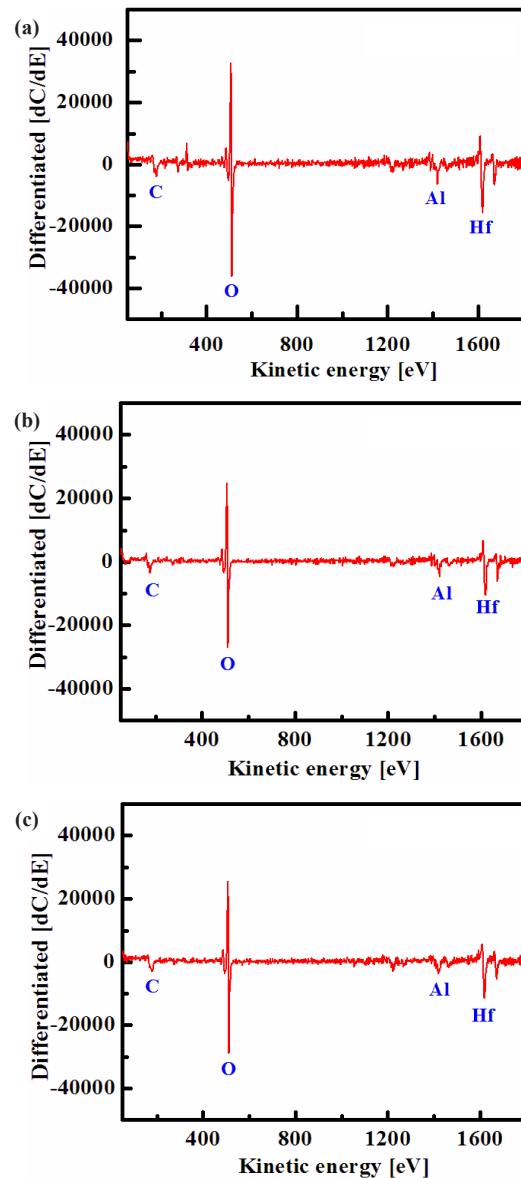 (a)
40000
20000
0
-20000
-40000
Differentiated [dC/dE]
C
O
Al
Hf
400 800 1200 1600
Kinetic energy [eV]
(b)
40000
20000
0
-20000
-40000
Differentiated [dC/dE]
C
O
Al
Hf
400 800 1200 1600
Kinetic energy [eV]
(c)
40000
20000
0
-20000
-40000
Differentiated [dC/dE]
C
O
Al
Hf
400 800 1200 1600
Kinetic energy [eV]